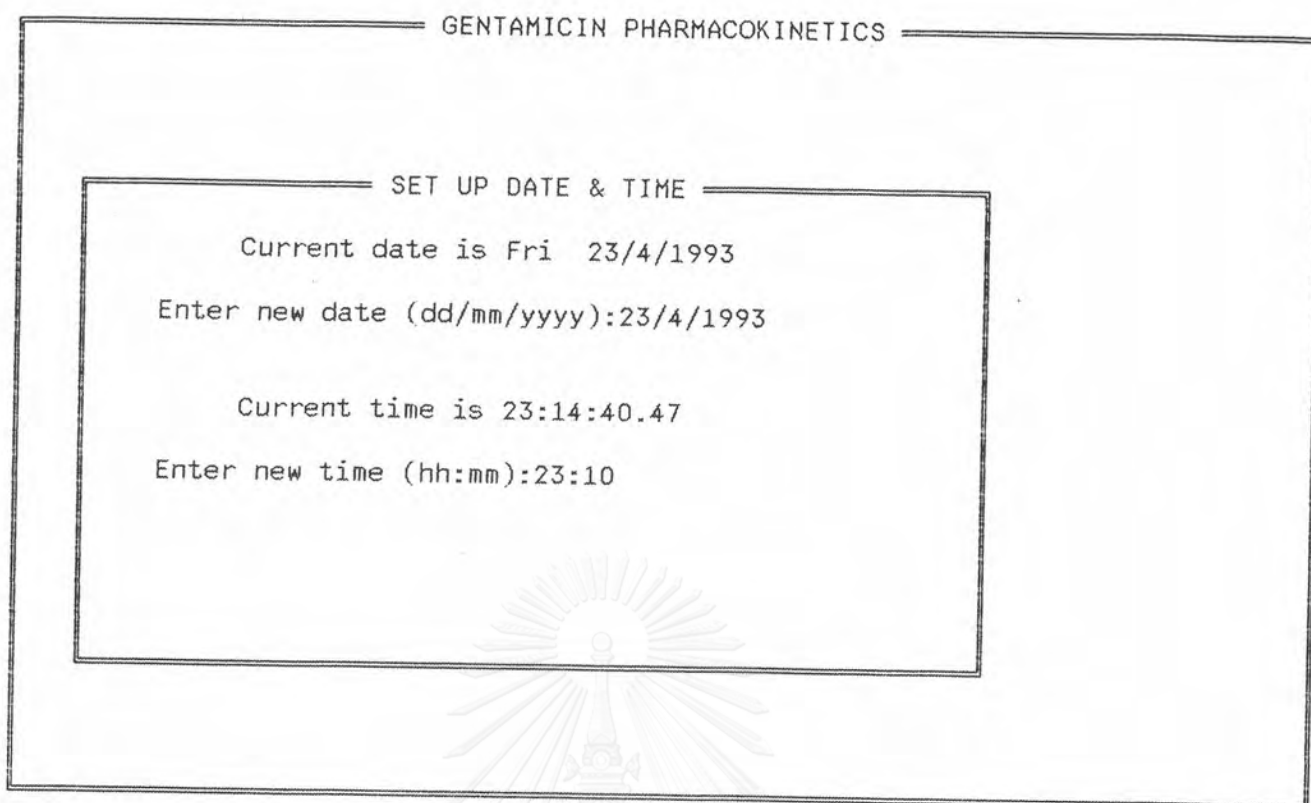 GENTAMICIN PHARMACOKINETICS
SET UP DATE & TIME
Current date is Fri  23/4/1993
Enter new date (dd/mm/yyyy):23/4/1993
Current time is 23:14:40.47
Enter new time (hh:mm):23:10